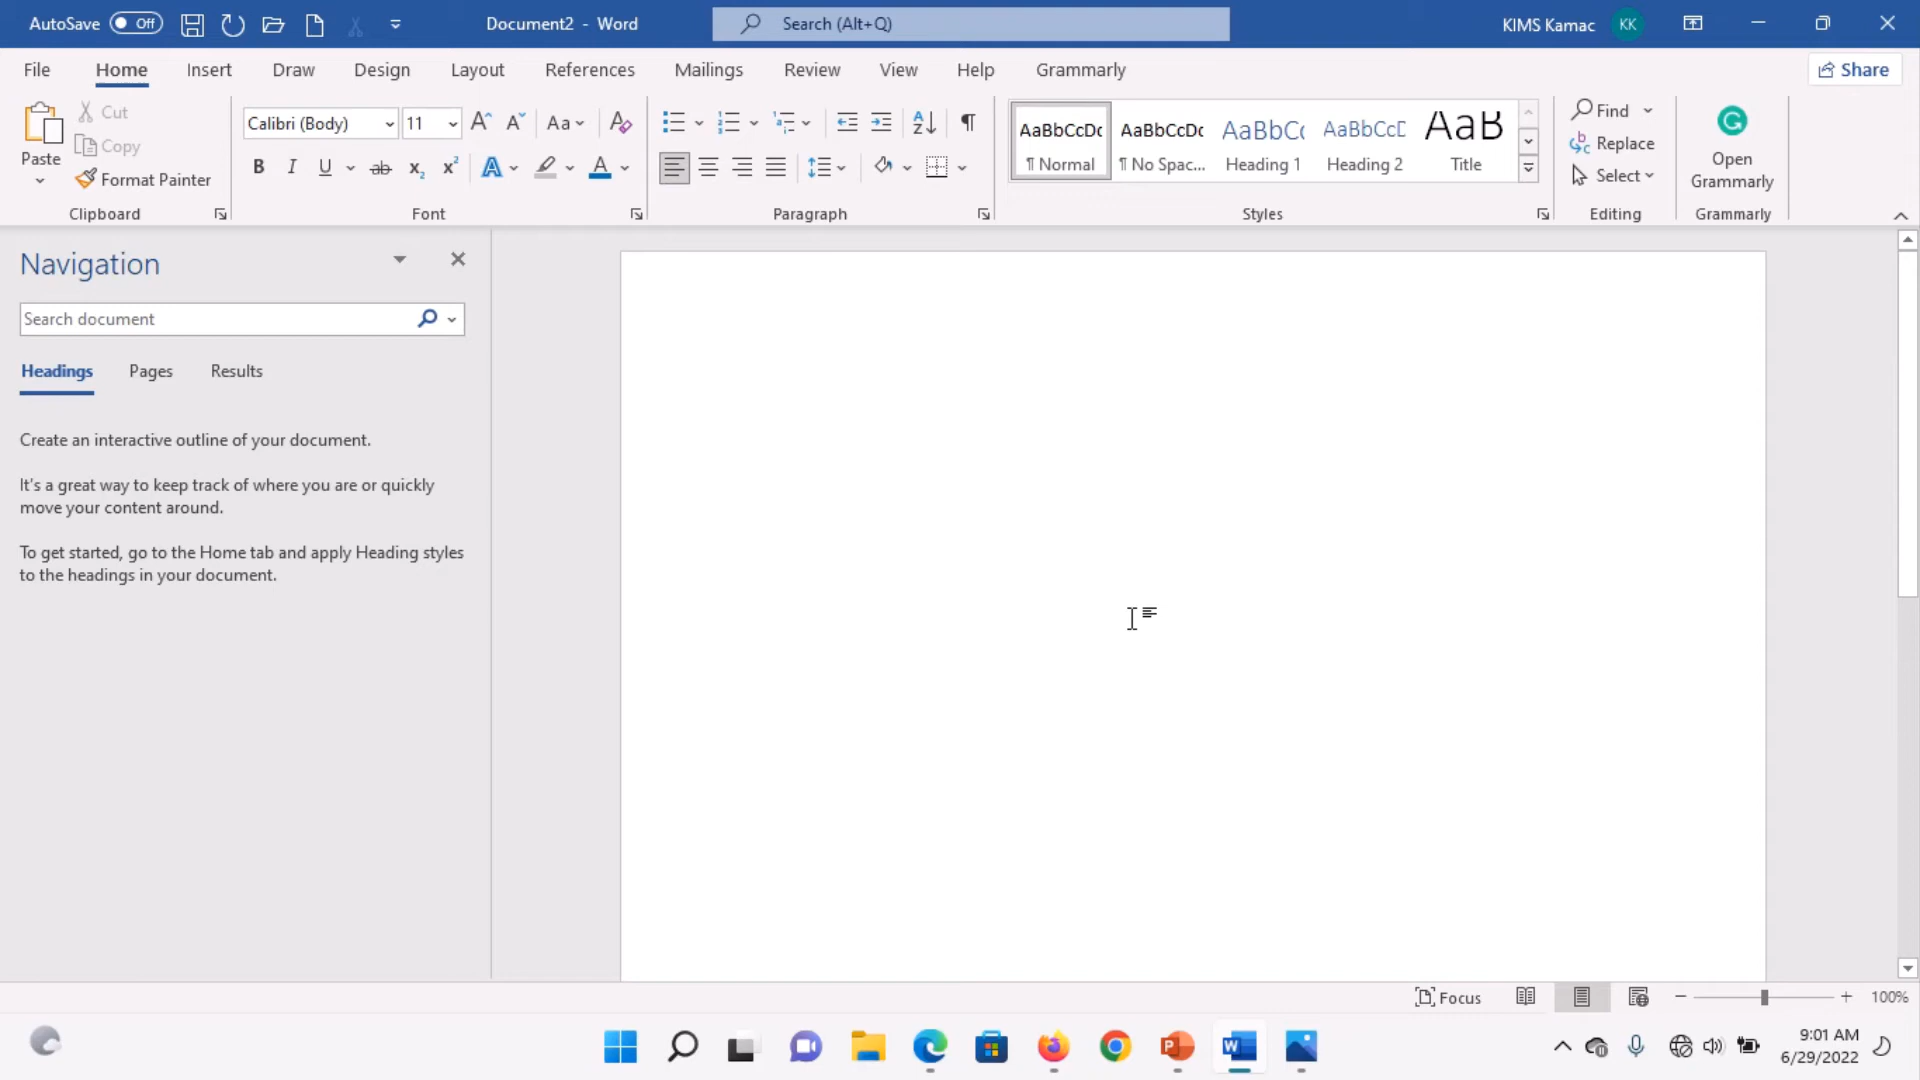 AutoSave Off Document2 - Word Search (Alt+Q) KIMS Kamac KK
File Home Insert Draw Design Layout References Mailings Review View Help Grammarly Share
Paste
Cut
Copy
Format Painter
Clipboard
Calibri (Body) 11
Font
Paragraph
AaBbCcDc AaBbCcDc AaBbCc AaBbCcD AaB
¶ Normal ¶ No Spac... Heading 1 Heading 2 Title
Styles
Find
Replace
Select
Editing
Open
Grammarly
Grammarly
Navigation
Search document
Headings Pages Results
Create an interactive outline of your document.
It's a great way to keep track of where you are or quickly
move your content around.
To get started, go to the Home tab and apply Heading styles
to the headings in your document.
Focus 100%
9:01 AM
6/29/2022